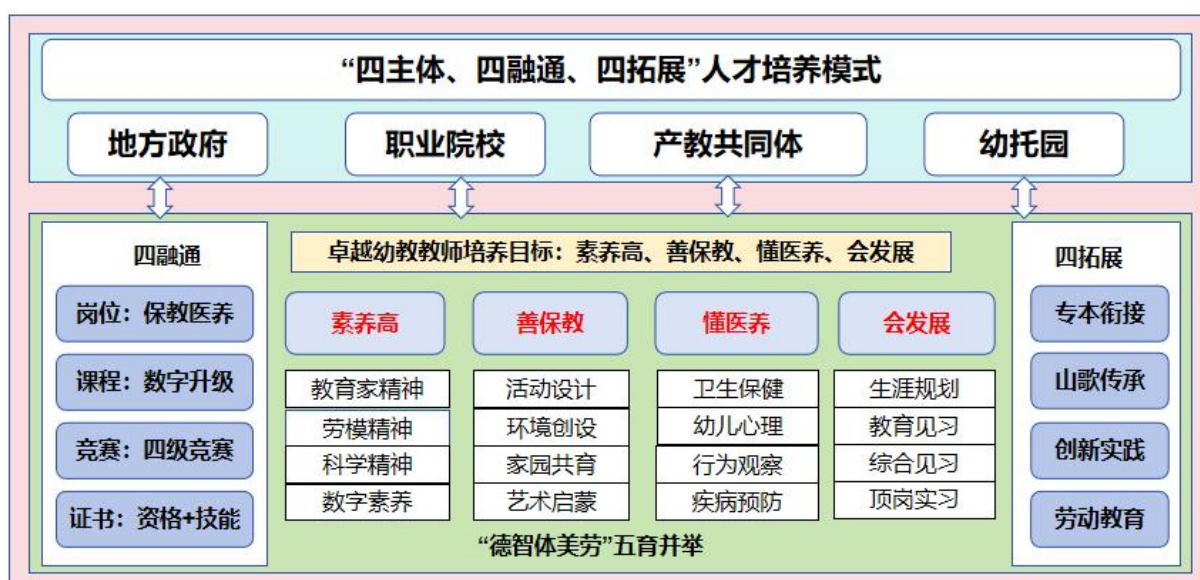 “四主体、四融通、四拓展”人才培养模式
地方政府
职业院校
产教共同体
幼托园
四融通
岗位：保教医养
课程：数字升级
竞赛：四级竞赛
证书：资格+技能
卓越幼教教师培养目标：素养高、善保教、懂医养、会发展
素养高
教育家精神
劳模精神
科学精神
数字素养
善保教
活动设计
环境创设
家园共育
艺术启蒙
懂医养
卫生保健
幼儿心理
行为观察
疾病预防
会发展
生涯规划
教育见习
综合见习
顶岗实习
“德智体美劳”五育并举
四拓展
专本衔接
山歌传承
创新实践
劳动教育